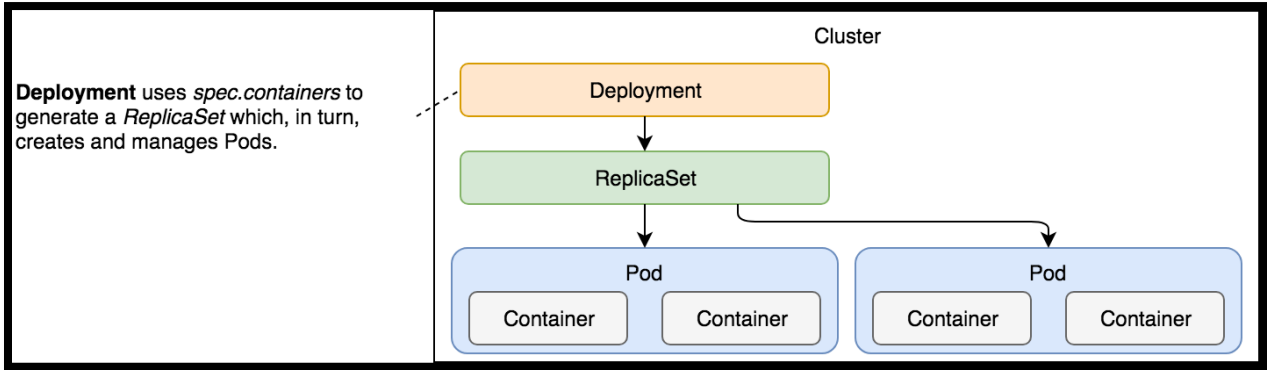 Cluster
Deployment uses spec.containers to
generate a ReplicaSet which, in turn,
creates and manages Pods.
Deployment
ReplicaSet
Pod
Container
Container
Pod
Container
Container